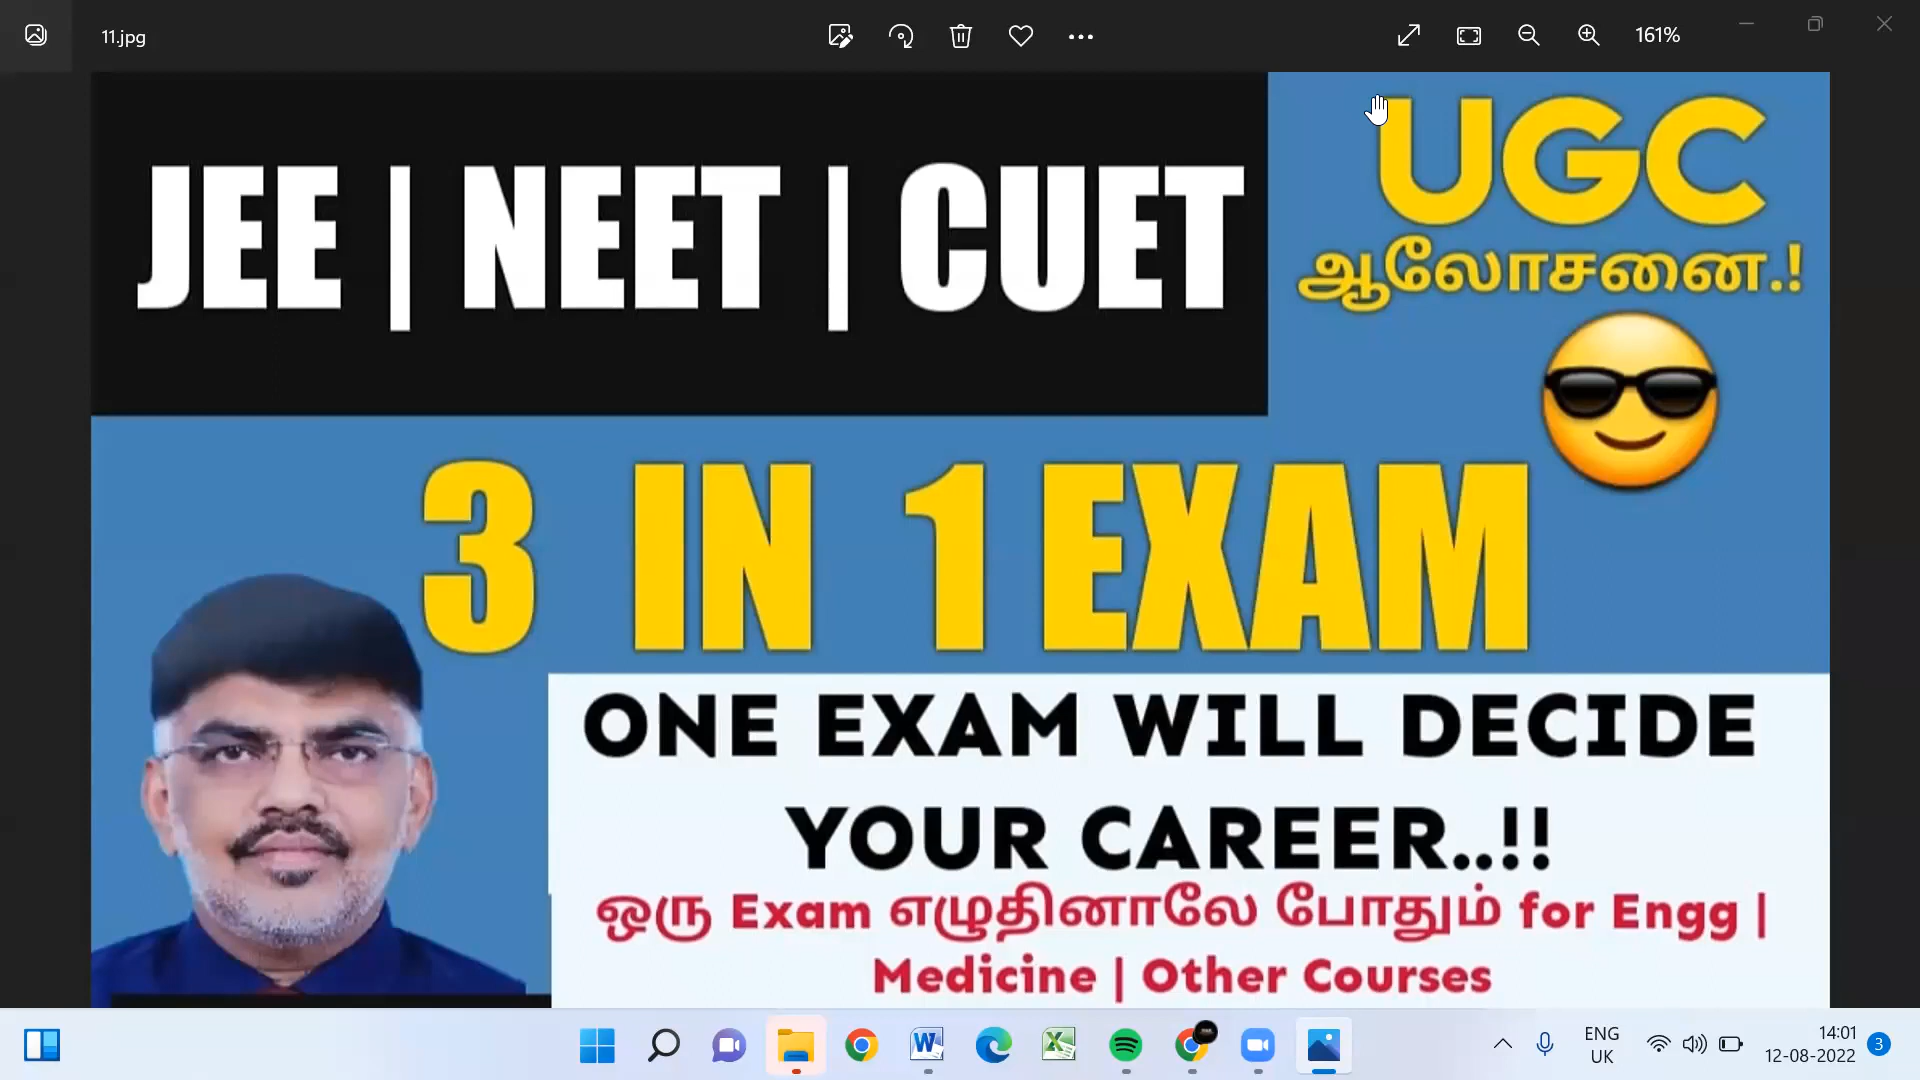 11.jpg
161%
JEE | NEET | CUET
UGC
ஆலோசனை.!
3 IN 1 EXAM
ONE EXAM WILL DECIDE
YOUR CAREER..!!
ஒரு Exam எழுதினாலே போதும் for Engg |
Medicine | Other Courses
ENG
UK
14:01
12-08-2022
3